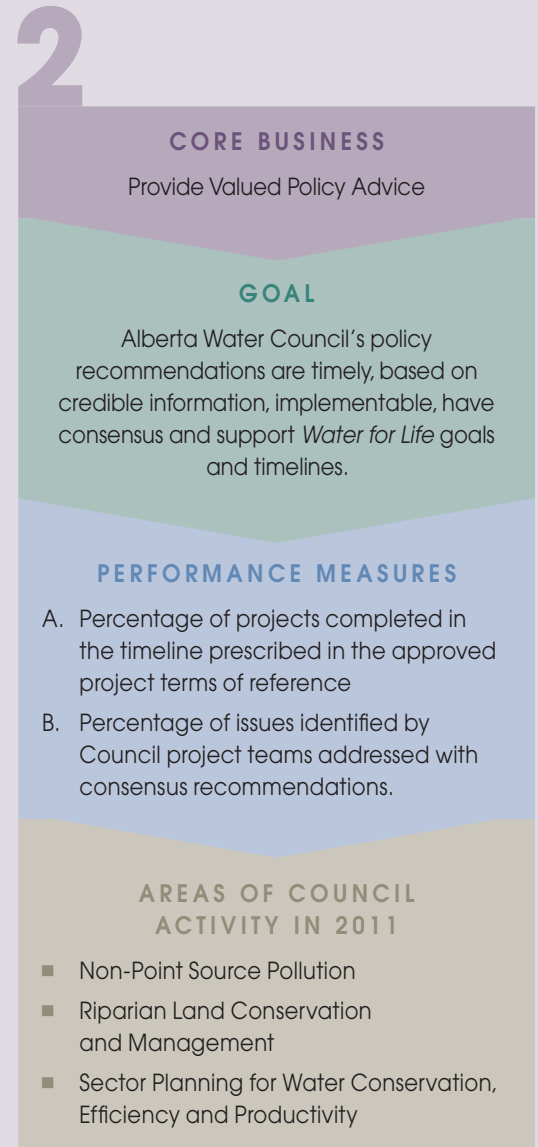 2
CORE BUSINESS
Provide Valued Policy Advice
GOAL
Alberta Water Council's policy
recommendations are timely, based on
credible information, implementable, have
consensus and support Water for Life goals
and timelines.
PERFORMANCE MEASURES
A. Percentage of projects completed in
the timeline prescribed in the approved
project terms of reference
B. Percentage of issues identified by
Council project teams addressed with
consensus recommendations.
AREAS OF COUNCIL
ACTIVITY IN 2011
■ Non-Point Source Pollution
■ Riparian Land Conservation
and Management
■ Sector Planning for Water Conservation,
Efficiency and Productivity